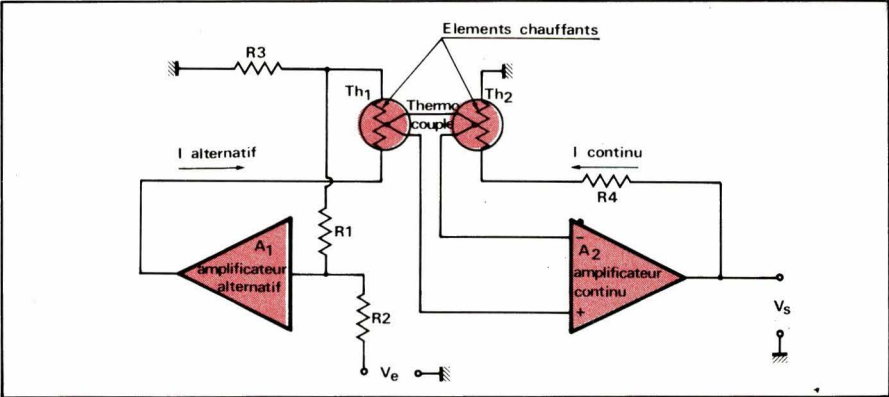 Elements chauffants
R3
Th1
Thermo
couple
Th2
I alternatif
I continu
R4
R1
A1
amplificateur
alternatif
A2
amplificateur
continu
−
+
R2
Vs
Ve